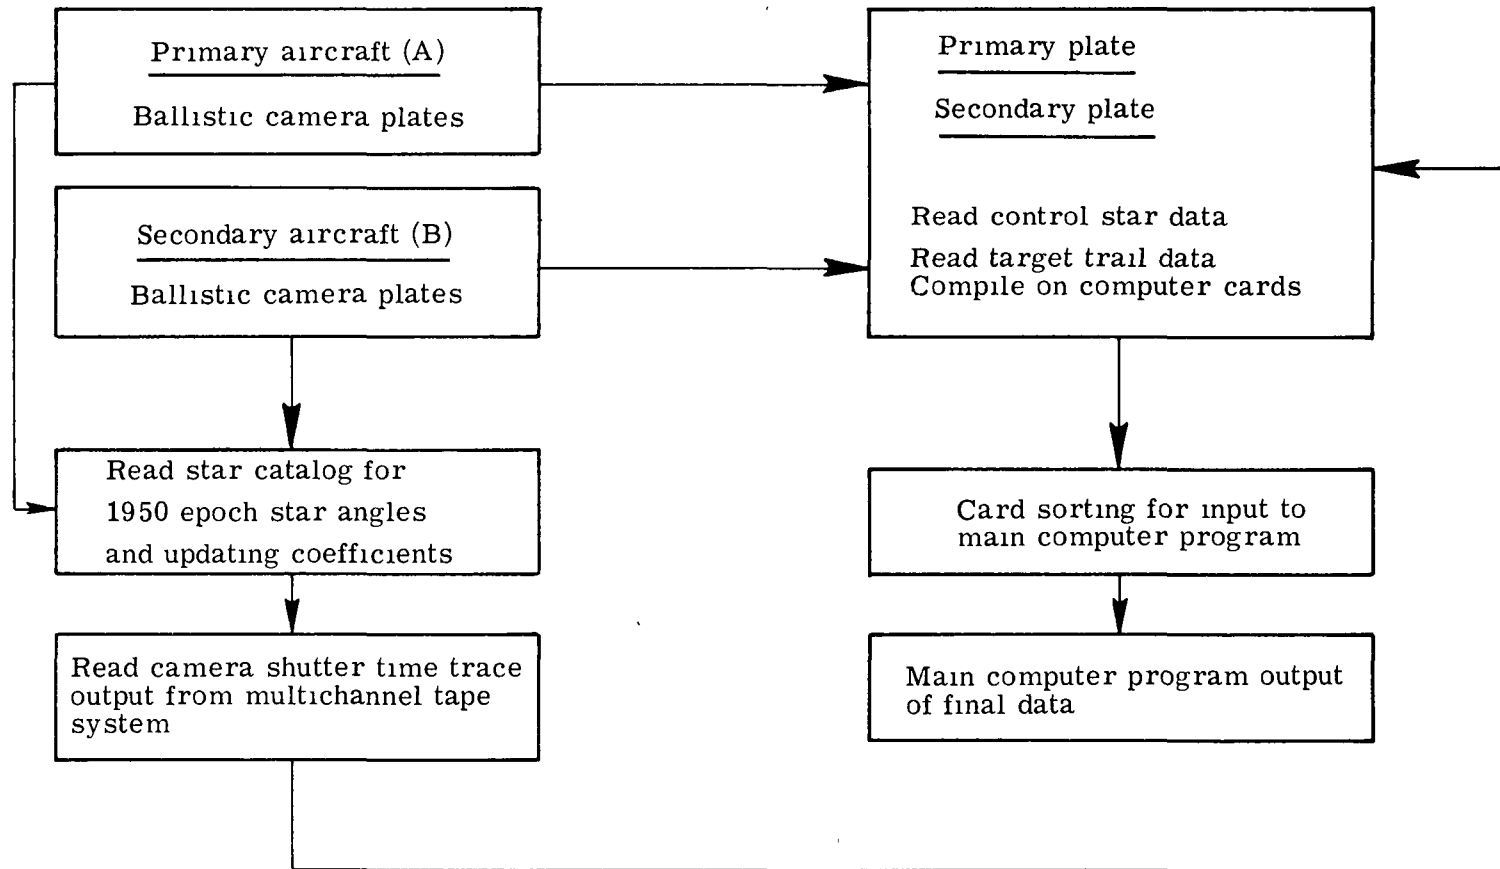 Primary aircraft (A)
Ballistic camera plates
Secondary aircraft (B)
Ballistic camera plates
Read star catalog for
1950 epoch star angles
and updating coefficients
Read camera shutter time trace
output from multichannel tape
system
Primary plate
Secondary plate
Read control star data
Read target trail data
Compile on computer cards
Card sorting for input to
main computer program
Main computer program output
of final data